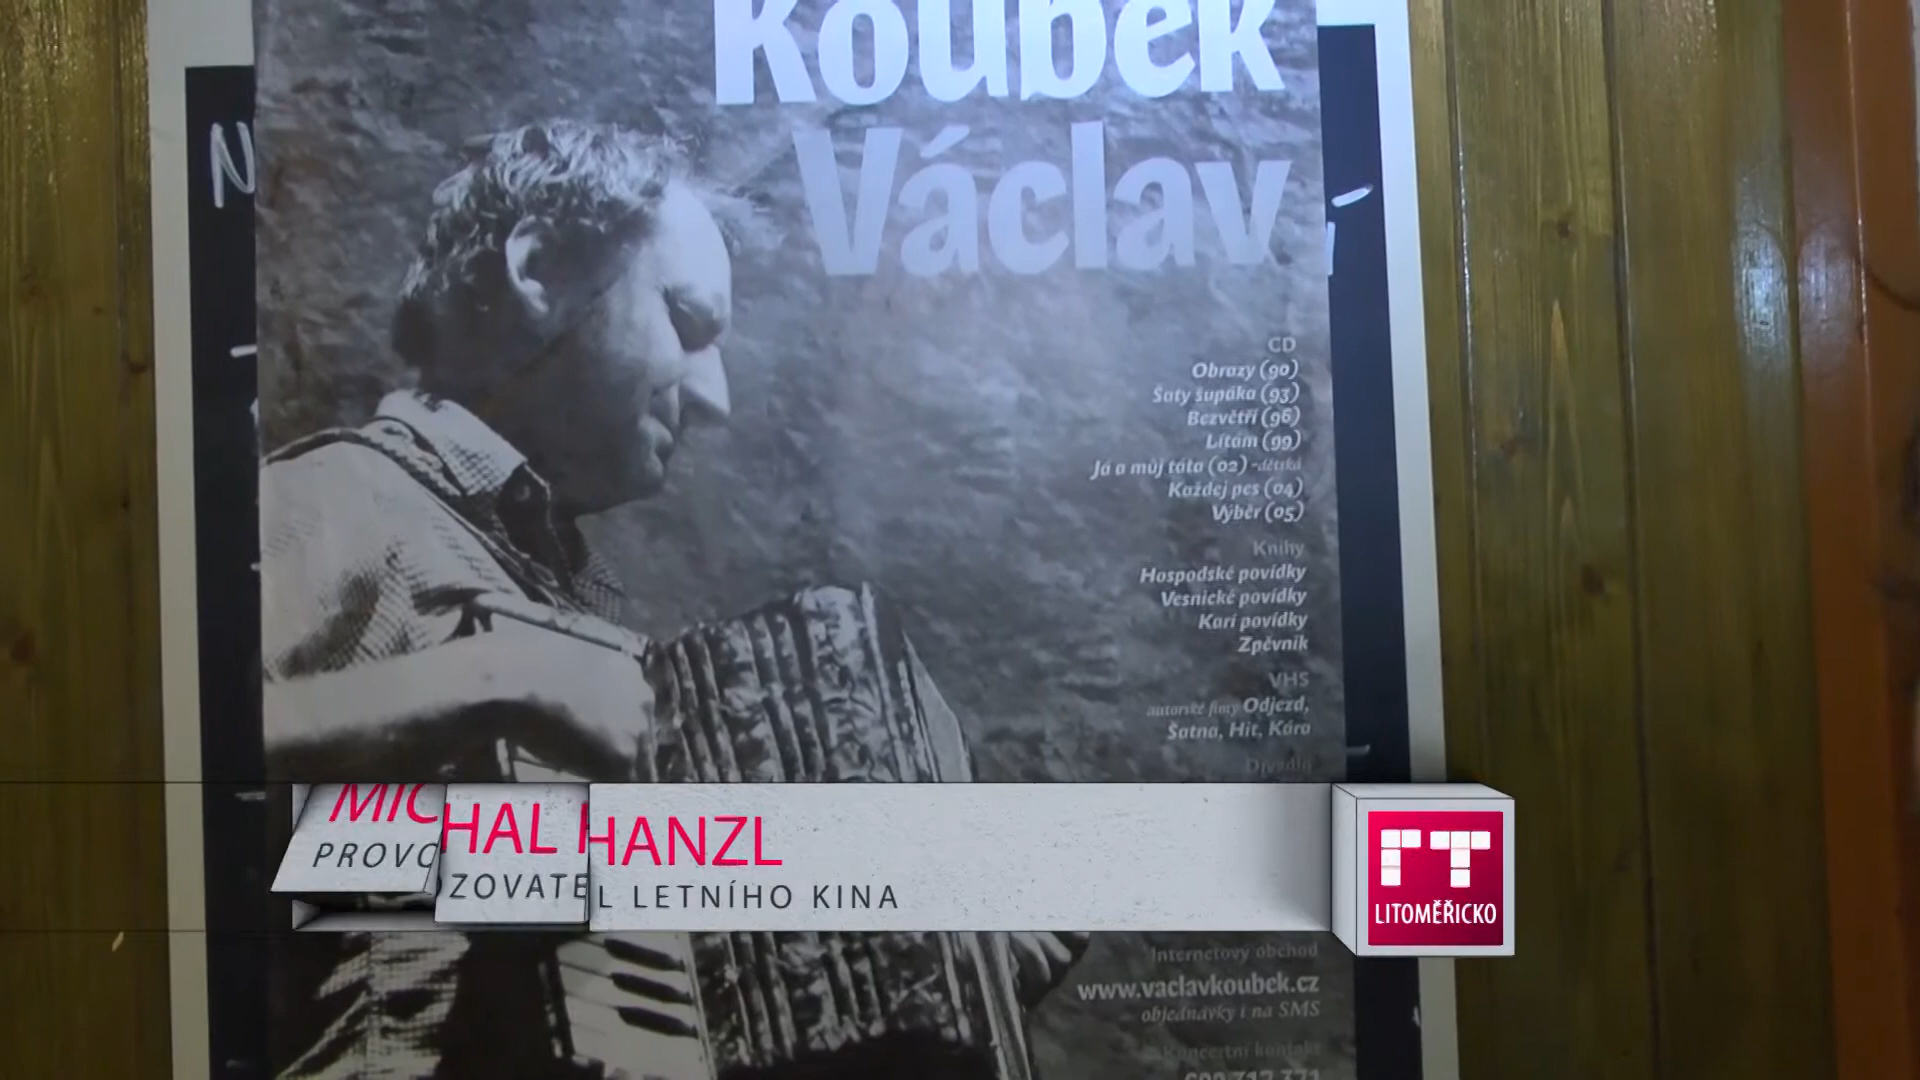 Koubek
Václav
CD
Obrazy (90)
Šaty šupáka (93)
Bezvětří (96)
Lítám (99)
Já a můj táta (02) -dětská
Každej pes (04)
Výběr (05)
Knihy
Hospodské povídky
Vesnické povídky
Kari povídky
Zpěvník
VHS
autorské filmy Odjezd,
Šatna, Hit, Kára
Divadlo
MICHAL HANZL
PROVOZOVATEL LETNÍHO KINA
LT
LITOMĚŘICKO
Internetový obchod
www.vaclavkoubek.cz
objednávky i na SMS
Koncertní kontakt